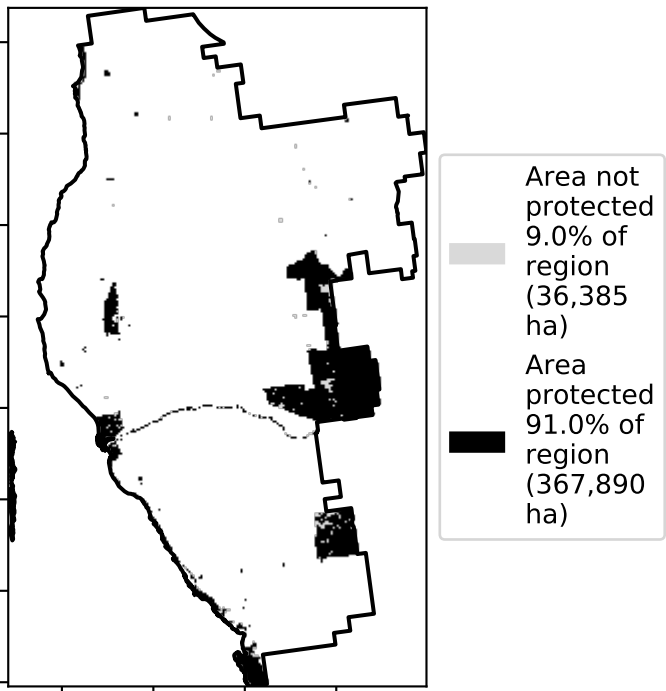 Area not
protected
9.0% of
region
(36,385
ha)
Area
protected
91.0% of
region
(367,890
ha)